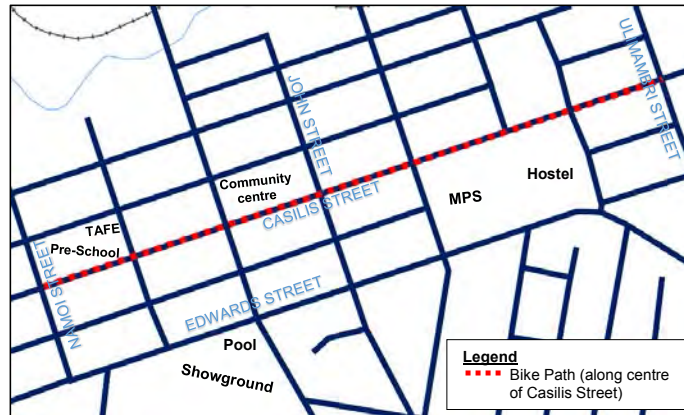 ULIMAMBRI STREET
JOHN STREET
Community
centre
Hostel
MPS
CASILIS STREET
TAFE
Pre-School
NAMOI STREET
EDWARDS STREET
Pool
Showground
Legend
Bike Path (along centre
of Casilis Street)